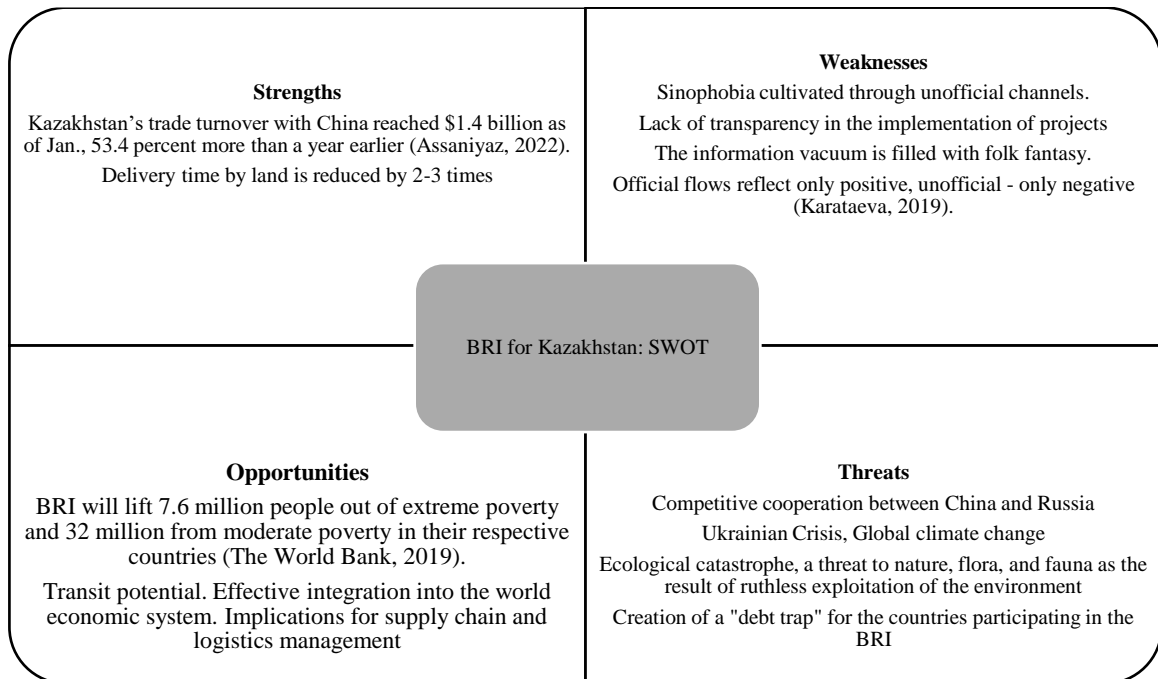 Strengths
Kazakhstan's trade turnover with China reached $1.4 billion as
of Jan., 53.4 percent more than a year earlier (Assaniyaz, 2022).
Delivery time by land is reduced by 2-3 times
Weaknesses
Sinophobia cultivated through unofficial channels.
Lack of transparency in the implementation of projects
The information vacuum is filled with folk fantasy.
Official flows reflect only positive, unofficial - only negative
(Karataeva, 2019).
BRI for Kazakhstan: SWOT
Opportunities
BRI will lift 7.6 million people out of extreme poverty
and 32 million from moderate poverty in their respective
countries (The World Bank, 2019).
Transit potential. Effective integration into the world
economic system. Implications for supply chain and
logistics management
Threats
Competitive cooperation between China and Russia
Ukrainian Crisis, Global climate change
Ecological catastrophe, a threat to nature, flora, and fauna as the
result of ruthless exploitation of the environment
Creation of a "debt trap" for the countries participating in the
BRI